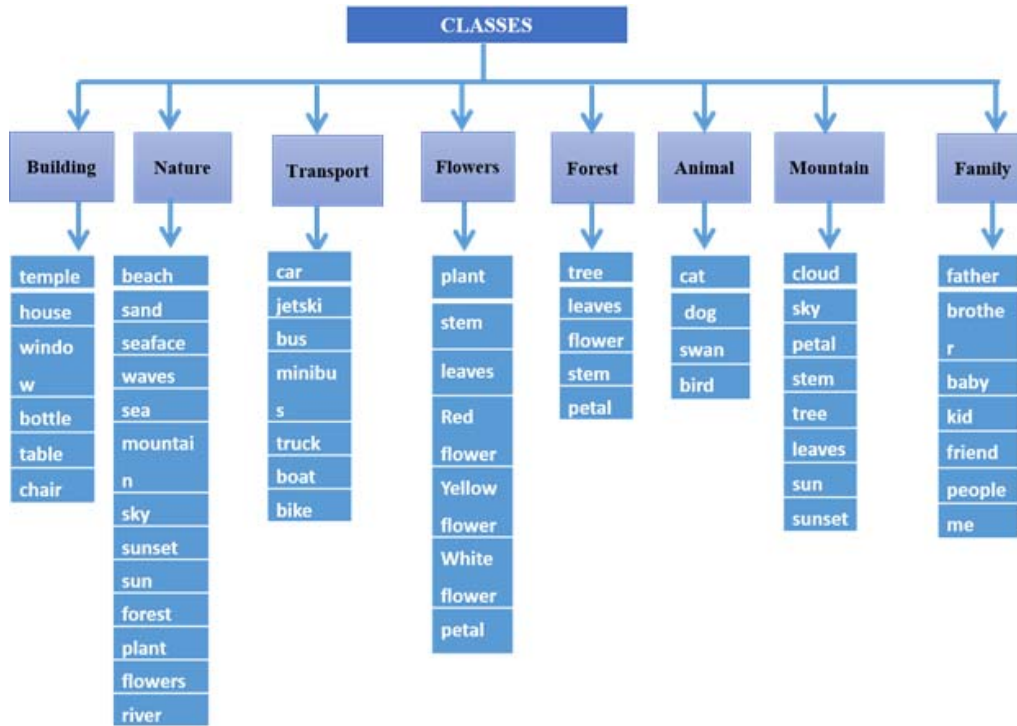 CLASSES
Building
Nature
Transport
Flowers
Forest
Animal
Mountain
Family
temple
house
windo
w
bottle
table
chair
beach
sand
seaface
waves
sea
mountai
n
sky
sunset
sun
forest
plant
flowers
river
car
jetski
bus
minibu
s
truck
boat
bike
plant
stem
leaves
Red
flower
Yellow
flower
White
flower
petal
tree
leaves
flower
stem
petal
cat
dog
swan
bird
cloud
sky
petal
stem
tree
leaves
sun
sunset
father
brothe
r
baby
kid
friend
people
me